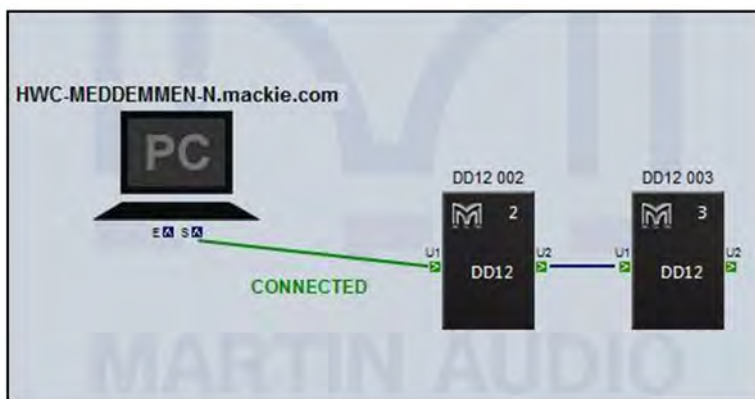 HWC-MEDDEMMEN-N.mackie.com
PC
E S
CONNECTED
DD12 002
2
U1 U2
DD12
DD12 003
3
U1 U2
DD12
MARTIN AUDIO